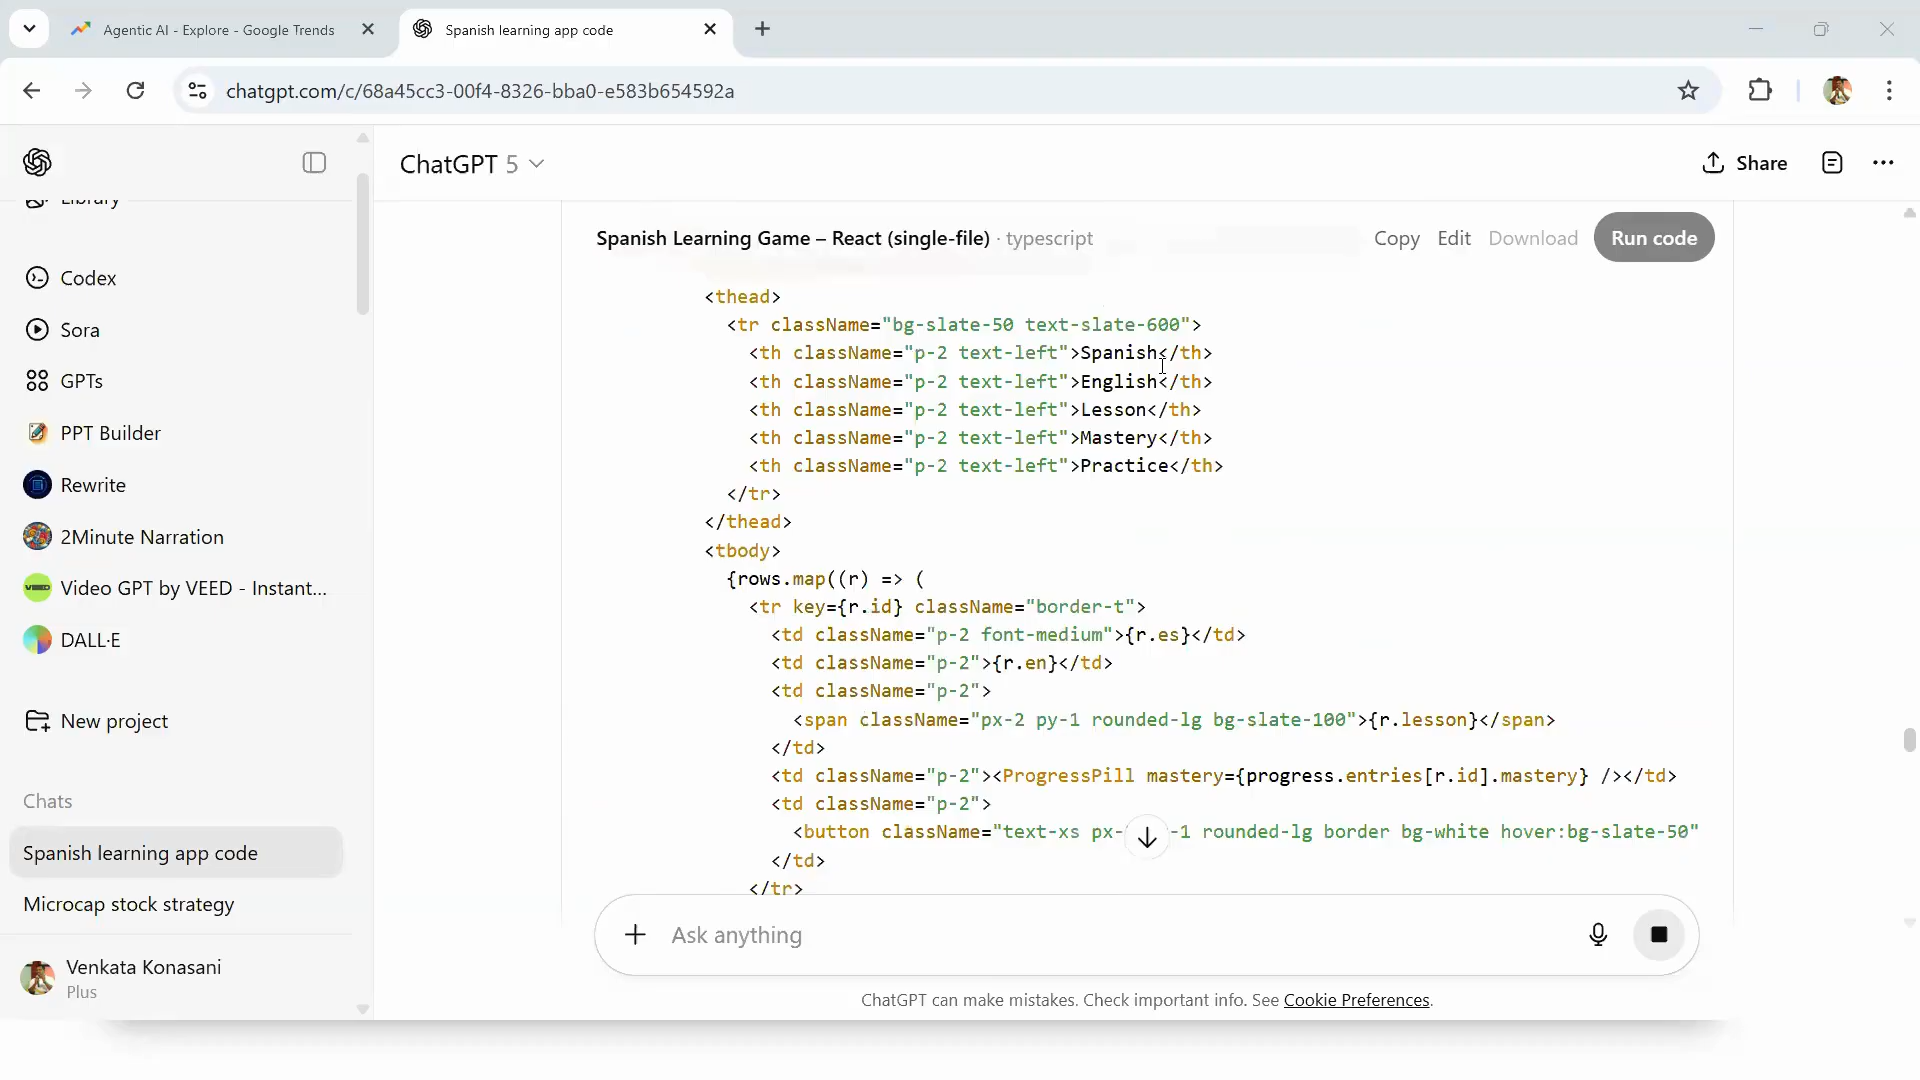 Agentic AI - Explore - Google Trends
Spanish learning app code
chatgpt.com/c/68a45cc3-00f4-8326-bba0-e583b654592a
ChatGPT 5
Share
Library
Codex
Sora
GPTs
PPT Builder
Rewrite
2Minute Narration
Video GPT by VEED - Instant...
DALL·E
New project
Chats
Spanish learning app code
Microcap stock strategy
Venkata Konasani
Plus
Spanish Learning Game – React (single-file) · typescript
Copy
Edit
Download
Run code
<thead>
<tr className="bg-slate-50 text-slate-600">
<th className="p-2 text-left">Spanish</th>
<th className="p-2 text-left">English</th>
<th className="p-2 text-left">Lesson</th>
<th className="p-2 text-left">Mastery</th>
<th className="p-2 text-left">Practice</th>
</tr>
</thead>
<tbody>
{rows.map((r) => (
<tr key={r.id} className="border-t">
<td className="p-2 font-medium">{r.es}</td>
<td className="p-2">{r.en}</td>
<td className="p-2">
<span className="px-2 py-1 rounded-lg bg-slate-100">{r.lesson}</span>
</td>
<td className="p-2"><ProgressPill mastery={progress.entries[r.id].mastery} /></td>
<td className="p-2">
<button className="text-xs px- -1 rounded-lg border bg-white hover:bg-slate-50"
</td>
</tr>
Ask anything
ChatGPT can make mistakes. Check important info. See Cookie Preferences.